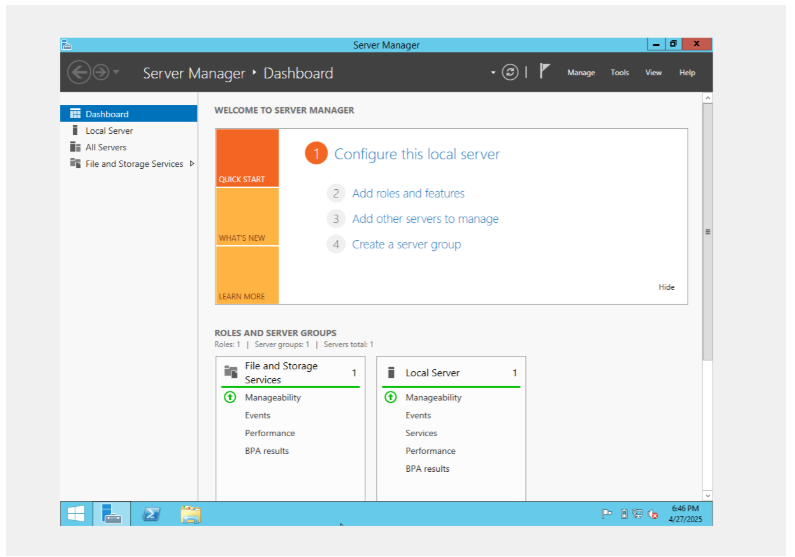 Server Manager
Server Manager • Dashboard
Manage Tools View Help
Dashboard
Local Server
All Servers
File and Storage Services
WELCOME TO SERVER MANAGER
QUICK START
WHAT'S NEW
LEARN MORE
1 Configure this local server
2 Add roles and features
3 Add other servers to manage
4 Create a server group
Hide
ROLES AND SERVER GROUPS
Roles: 1 | Server groups: 1 | Servers total: 1
File and Storage
Services 1
Manageability
Events
Performance
BPA results
Local Server 1
Manageability
Events
Services
Performance
BPA results
6:46 PM
4/27/2025